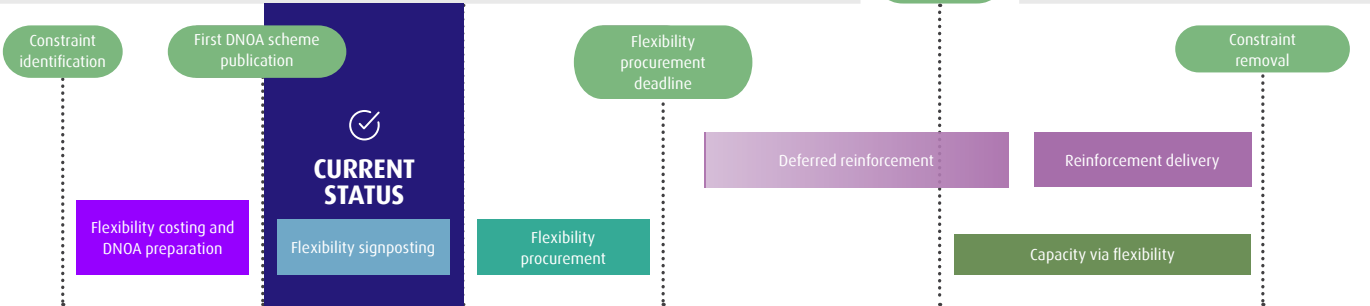 Constraint
identification
First DNOA scheme
publication
Flexibility
procurement
deadline
Constraint
removal
CURRENT
STATUS
Deferred reinforcement
Reinforcement delivery
Flexibility costing and
DNOA preparation
Flexibility signposting
Flexibility
procurement
Capacity via flexibility